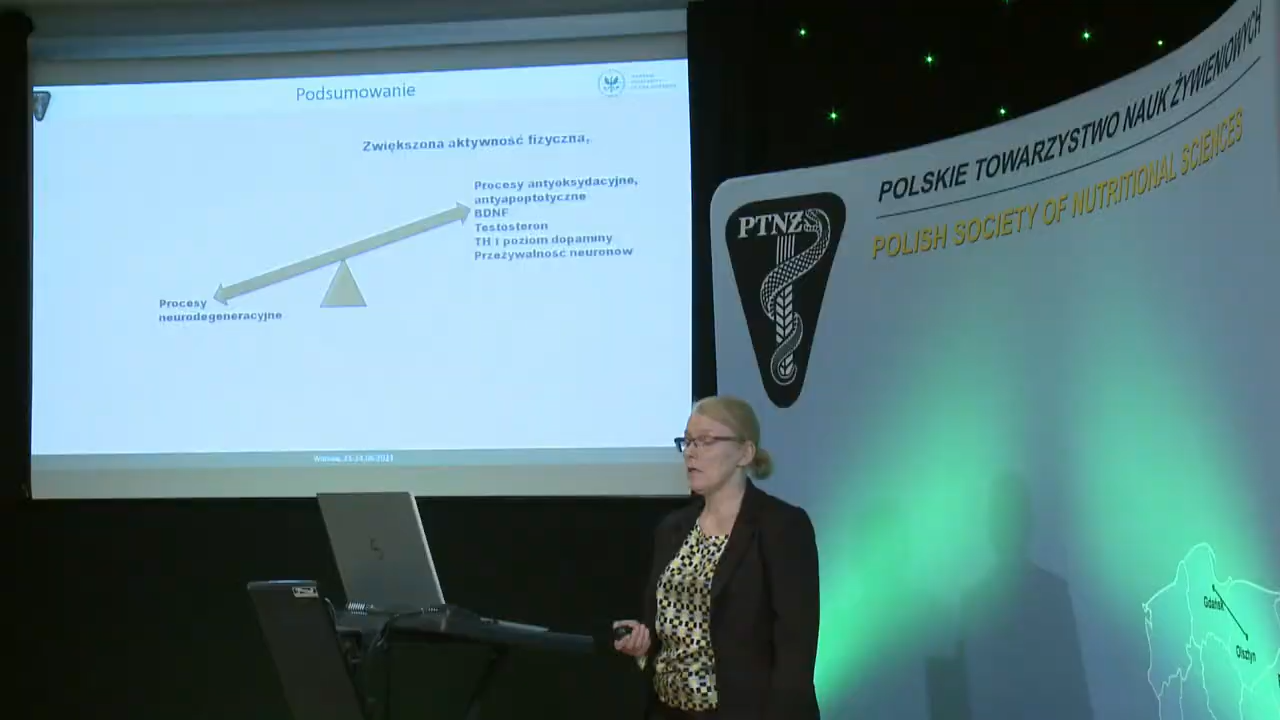 Podsumowanie
Zwiększona aktywność fizyczna,
Procesy antyoksydacyjne,
antyapoptotyczne
BDNF
Testosteron
TH i poziom dopaminy
Przeżywalność neuronów
Procesy
neurodegeneracyjne
POLSKIE TOWARZYSTWO NAUK ŻYWIENIOWYCH
POLISH SOCIETY OF NUTRITIONAL SCIENCES
PTNŻ
Gdańsk
Olsztyn